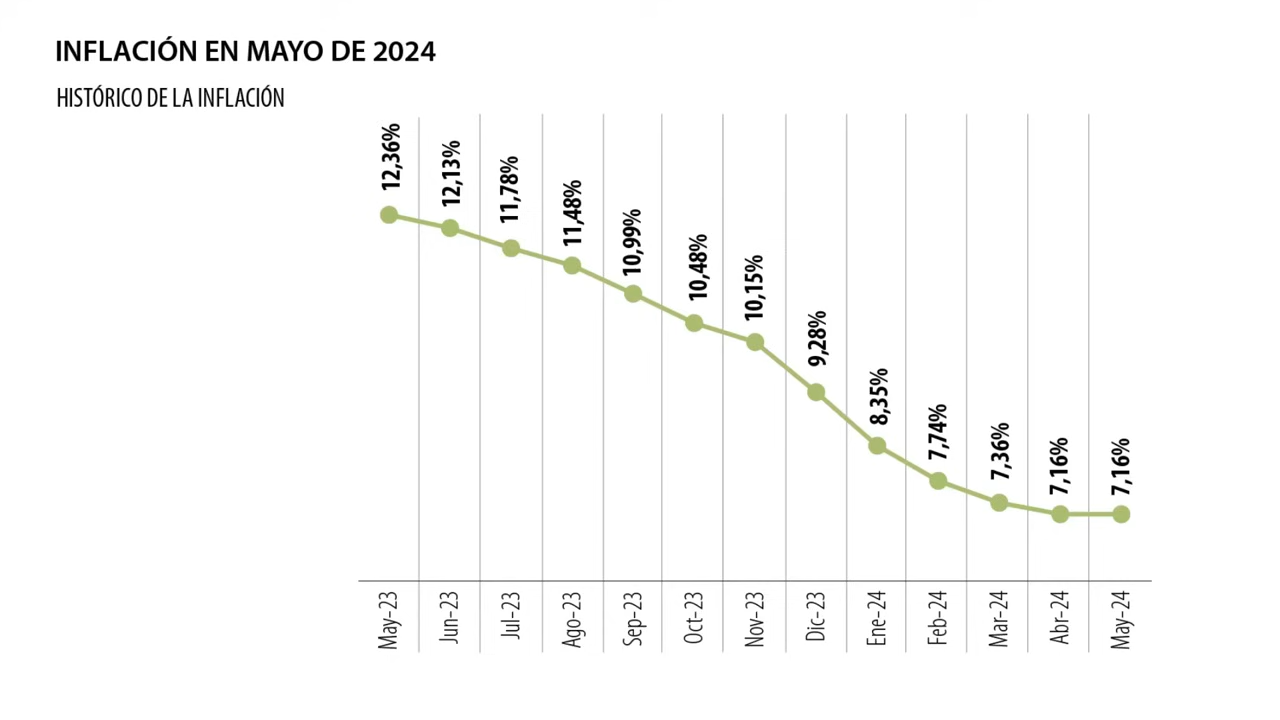 INFLACIÓN EN MAYO DE 2024
HISTÓRICO DE LA INFLACIÓN
12,36%
12,13%
11,78%
11,48%
10,99%
10,48%
10,15%
9,28%
8,35%
7,74%
7,36%
7,16%
7,16%
May-23
Jun-23
Jul-23
Ago-23
Sep-23
Oct-23
Nov-23
Dic-23
Ene-24
Feb-24
Mar-24
Abr-24
May-24